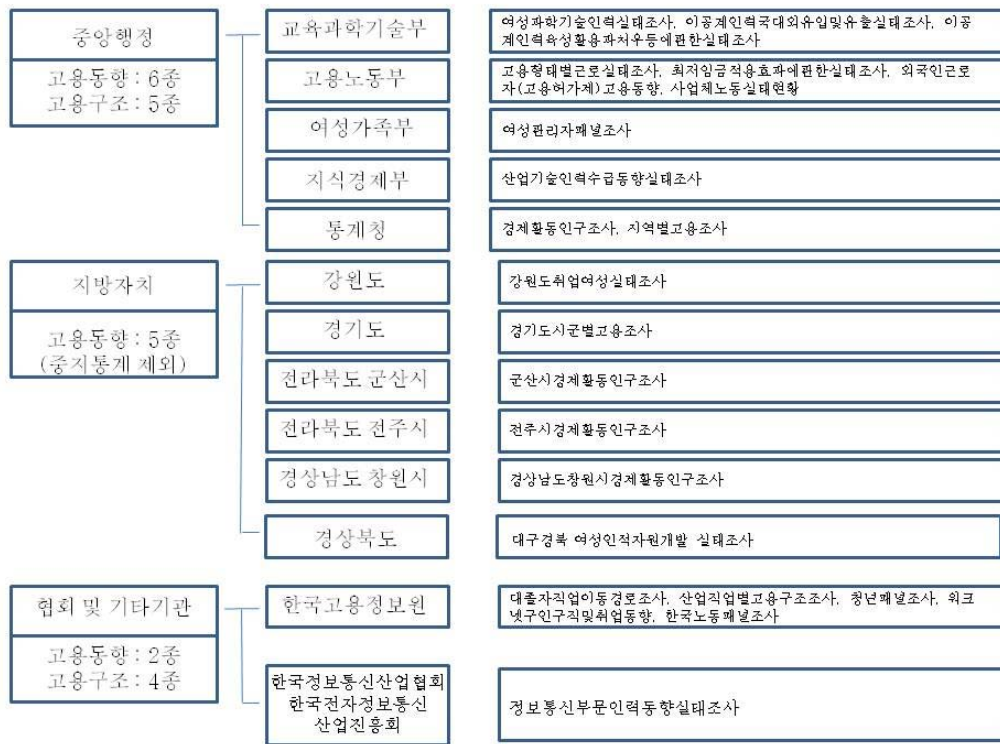 중앙행정
고용동향 : 6종
고용구조 : 5종
교육과학기술부
여성과학기술인력실태조사, 이공계인력국대외유입및유출실태조사, 이공
계인력육성활용과처우등에관한실태조사
고용노동부
고용형태별근로실태조사, 최저임금적용효과에관한실태조사, 외국인근로
자(고용허가제)고용동향, 사업체노동실태현황
여성가족부
여성관리자패널조사
지식경제부
산업기술인력수급동향실태조사
통계청
경제활동인구조사, 지역별고용조사
지방자치
고용동향 : 5종
(중지통계 제외)
강원도
강원도취업여성실태조사
경기도
경기도시군별고용조사
전라북도 군산시
군산시경제활동인구조사
전라북도 전주시
전주시경제활동인구조사
경상남도 창원시
경상남도창원시경제활동인구조사
경상북도
대구경북 여성인적자원개발 실태조사
협회 및 기타기관
고용동향 : 2종
고용구조 : 4종
한국고용정보원
대졸자직업이동경로조사, 산업직업별고용구조조사, 청년패널조사, 워크
넷구인구직및취업동향, 한국노동패널조사
한국정보통신산업협회
한국전자정보통신
산업진흥회
정보통신부문인력동향실태조사